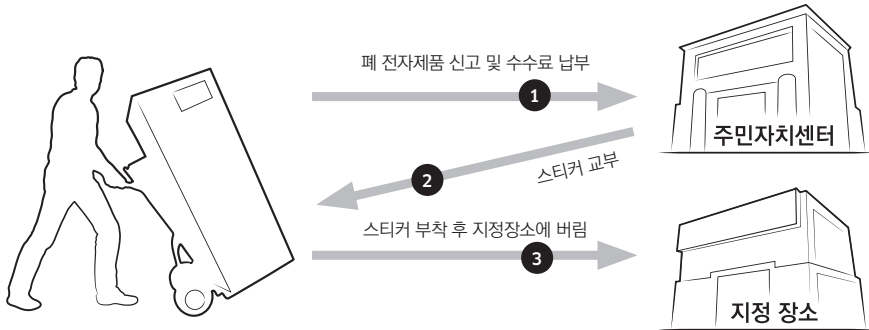 폐 전자제품 신고 및 수수료 납부
1
주민자치센터
2
스티커 교부
스티커 부착 후 지정장소에 버림
3
지정 장소